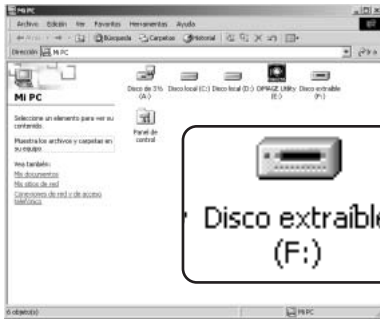 Mi PC
Archivo Edición Ver Favoritos Herramientas Ayuda
Búsqueda Carpetas Historial
Dirección Mi PC
Mi PC
Seleccione un elemento para ver su
contenido.
Muestra los archivos y carpetas en
su equipo
Vea también:
Mis documentos
Mis sitios de red
Conexiones de red y de acceso
telefónico
Disco de 3½
(A:)
Disco local (C:)
Disco local (D:)
DiMAGE Utility
(E:)
Disco extraíble
(F:)
Panel de
control
Disco extraíble
(F:)
6 objeto(s)
Mi PC